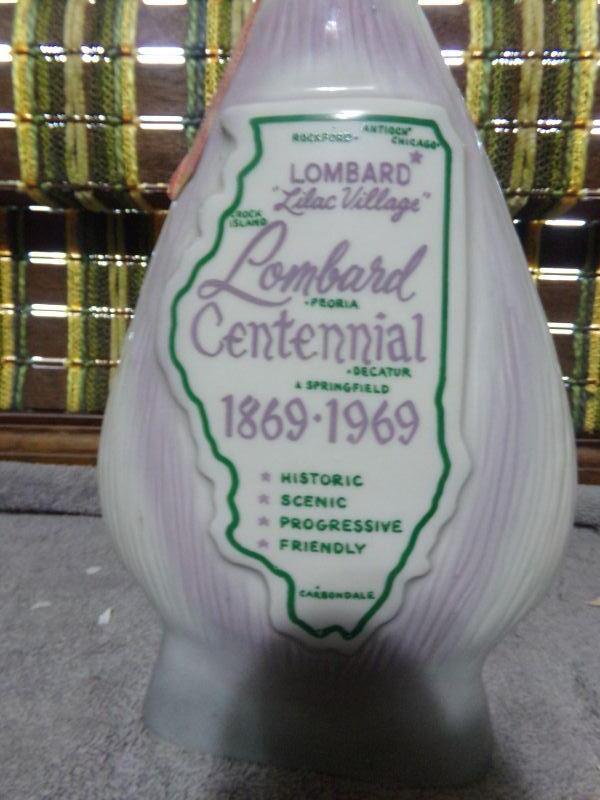 ANTIOCH
ROCKFORD
CHICAGO
LOMBARD
"Lilac Village"
ROCK
ISLAND
Lombard
PEORIA
Centennial
DECATUR
SPRINGFIELD
1869·1969
HISTORIC
SCENIC
PROGRESSIVE
FRIENDLY
CARBONDALE